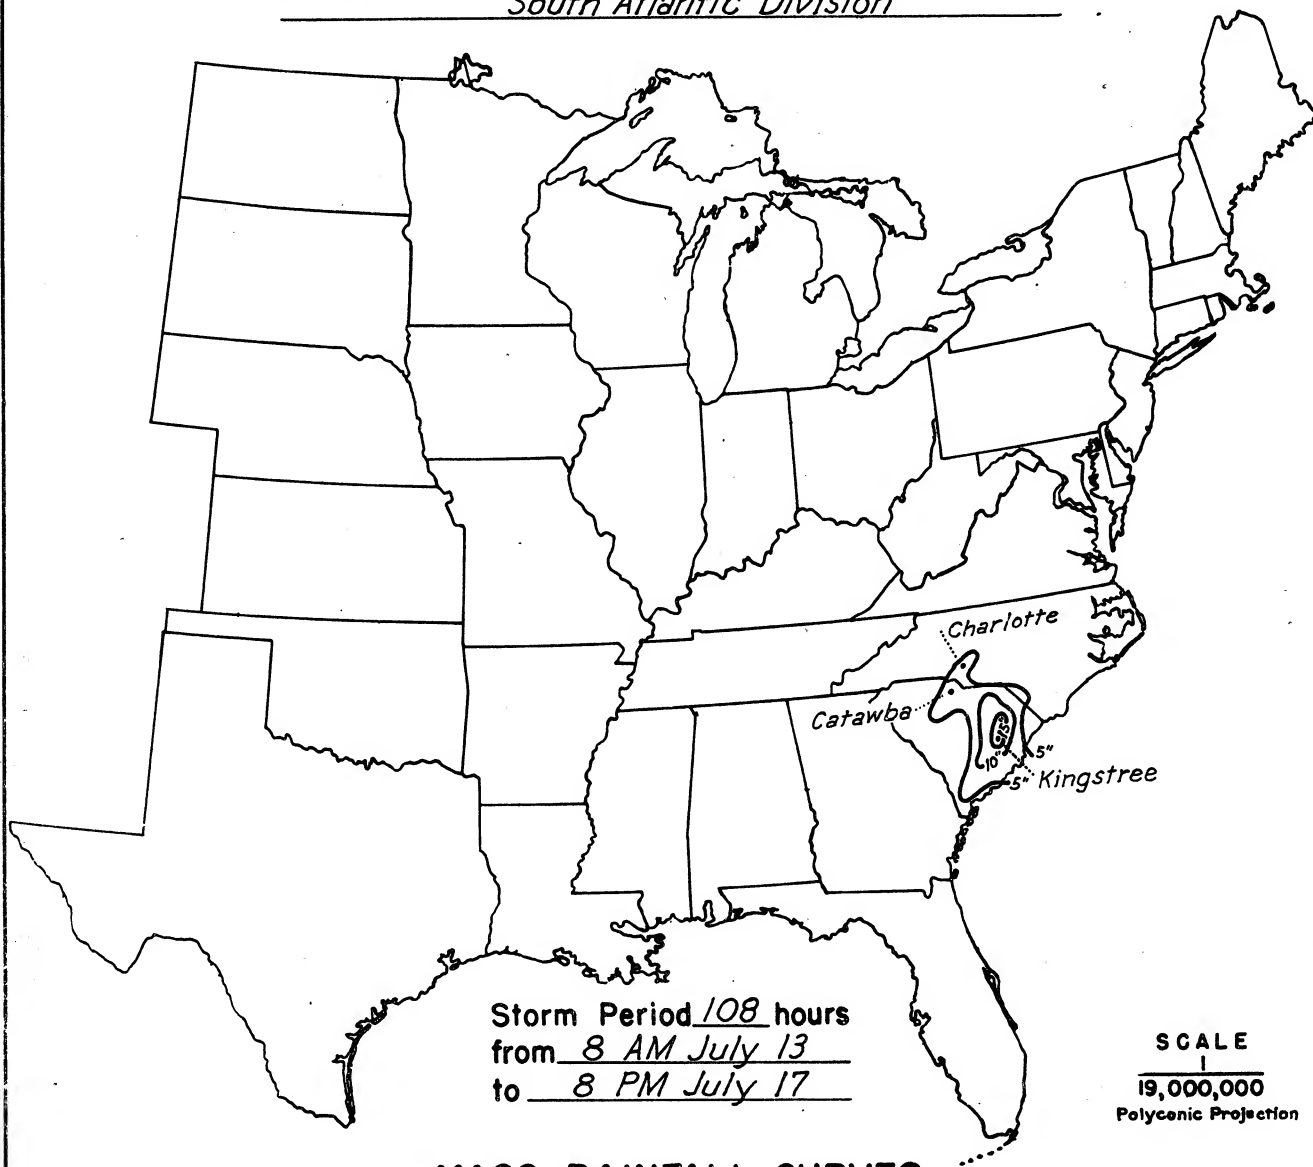 South Atlantic Division
Charlotte
Catawba
15"
10"
5"
5"
Kingstree
Storm Period 108 hours
from 8 AM July 13
to 8 PM July 17
SCALE
1
19,000,000
Polyconic Projection
MASS RAINFALL CURVES